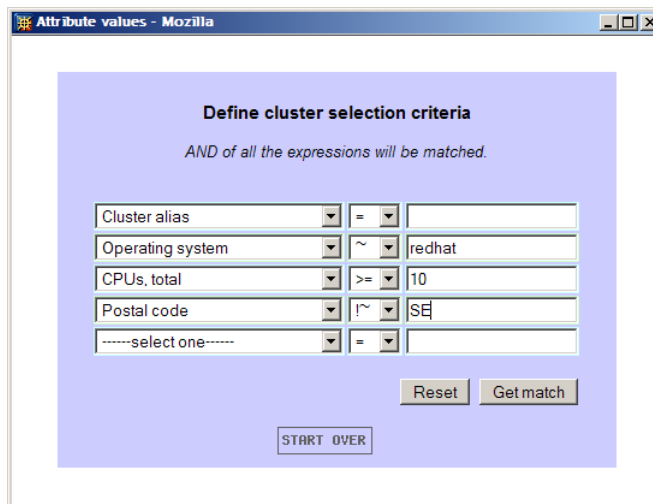 Attribute values - Mozilla
Define cluster selection criteria
AND of all the expressions will be matched.
Cluster alias =
Operating system ~ redhat
CPUs, total >= 10
Postal code !~ SE
------select one------ =
Reset Get match
START OVER